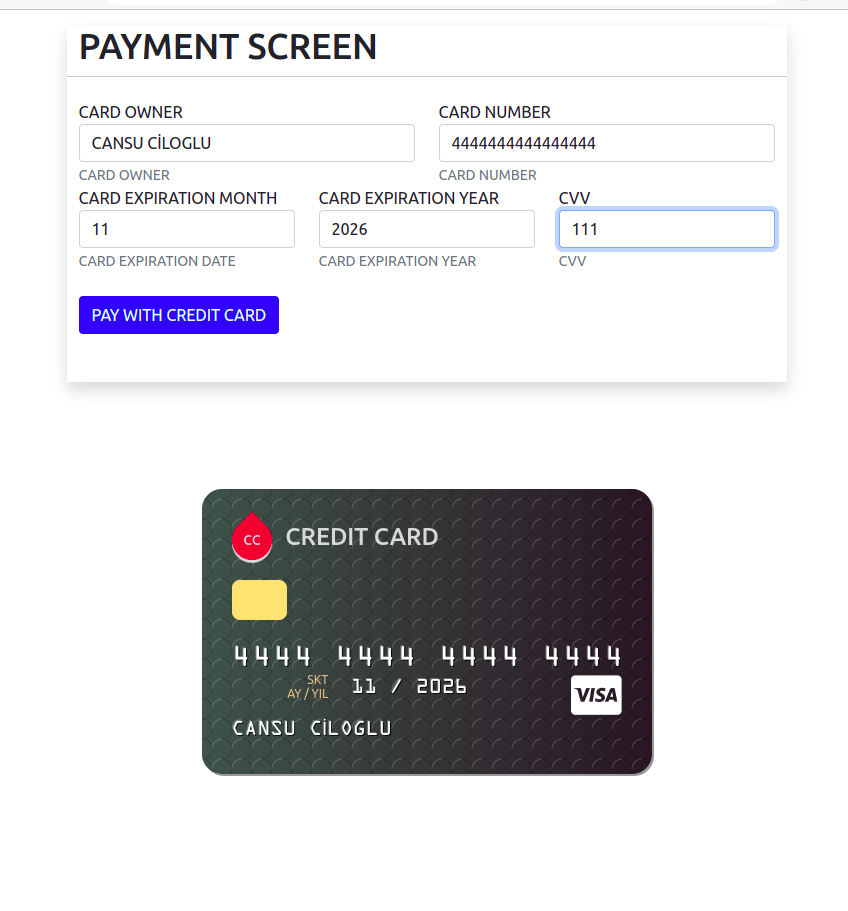 PAYMENT SCREEN
CARD OWNER
CARD NUMBER
CANSU CİLOGLU
4444444444444444
CARD OWNER
CARD NUMBER
CARD EXPIRATION MONTH
CARD EXPIRATION YEAR
CVV
11
2026
111
CARD EXPIRATION DATE
CARD EXPIRATION YEAR
CVV
PAY WITH CREDIT CARD
CC
CREDIT CARD
4444 4444 4444 4444
SKT
AY / YIL
11 / 2026
VISA
CANSU CİLOGLU